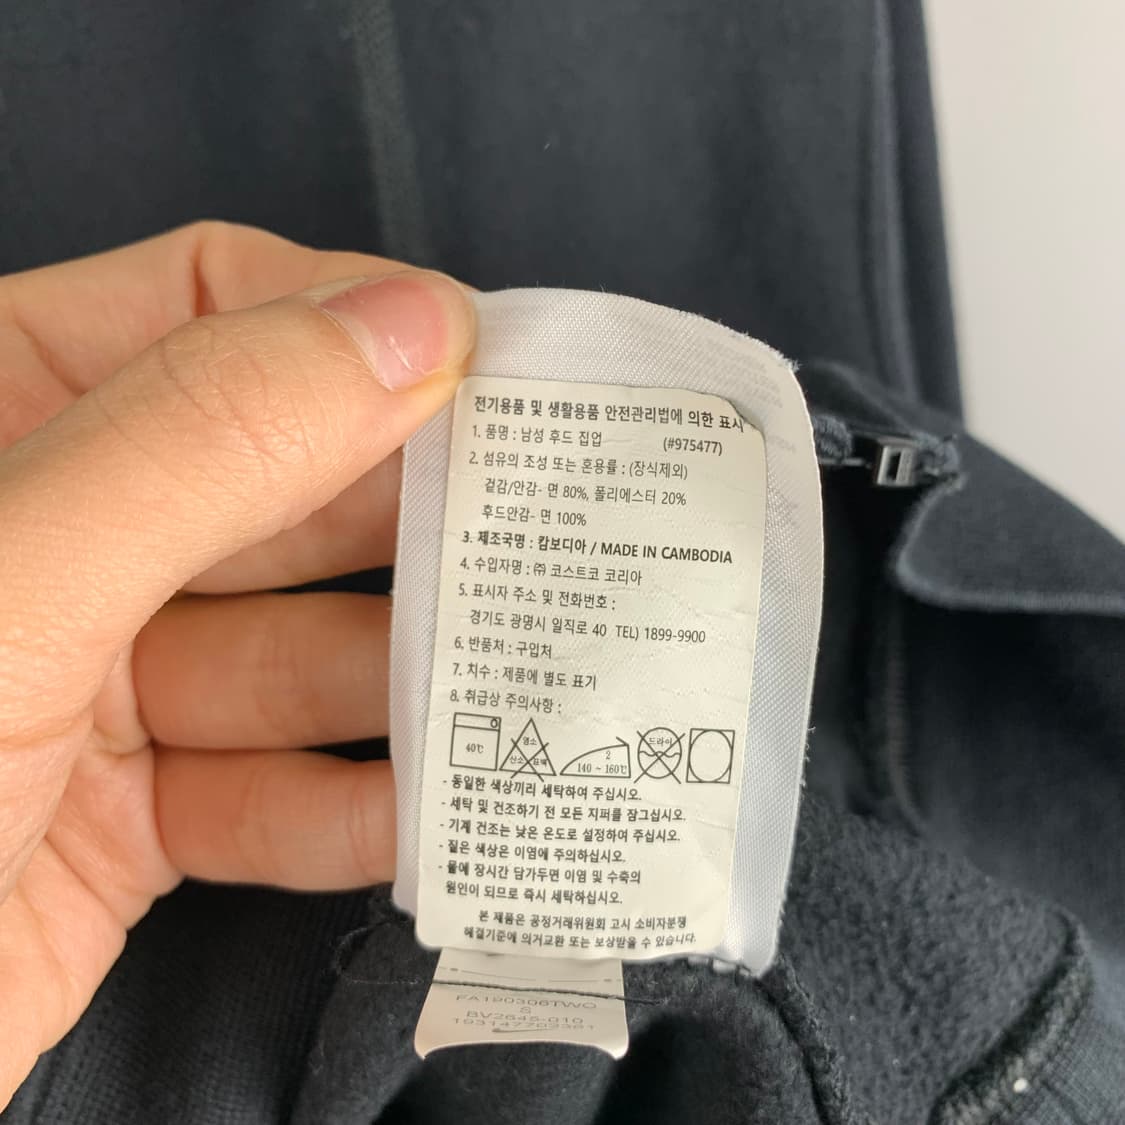 전기용품 및 생활용품 안전관리법에 의한 표시
1. 품명 : 남성 후드 집업 (#975477)
2. 섬유의 조성 또는 혼용률 : (장식제외)
겉감/안감- 면 80%, 폴리에스터 20%
후드안감- 면 100%
3. 제조국명 : 캄보디아 / MADE IN CAMBODIA
4. 수입자명 : ㈜ 코스트코 코리아
5. 표시자 주소 및 전화번호 :
경기도 광명시 일직로 40 TEL) 1899-9900
6. 반품처 : 구입처
7. 치수 : 제품에 별도 표기
8. 취급상 주의사항 :
40℃
염소
산소 표백
2
140 ~ 160℃
드라이
- 동일한 색상끼리 세탁하여 주십시오.
- 세탁 및 건조하기 전 모든 지퍼를 잠그십시오.
- 기계 건조는 낮은 온도로 설정하여 주십시오.
- 짙은 색상은 이염에 주의하십시오.
- 물에 장시간 담가두면 이염 및 수축의
원인이 되므로 즉시 세탁하십시오.
본 제품은 공정거래위원회 고시 소비자분쟁
해결기준에 의거교환 또는 보상받을 수 있습니다.
FA190306TWO
S
BV2645-010